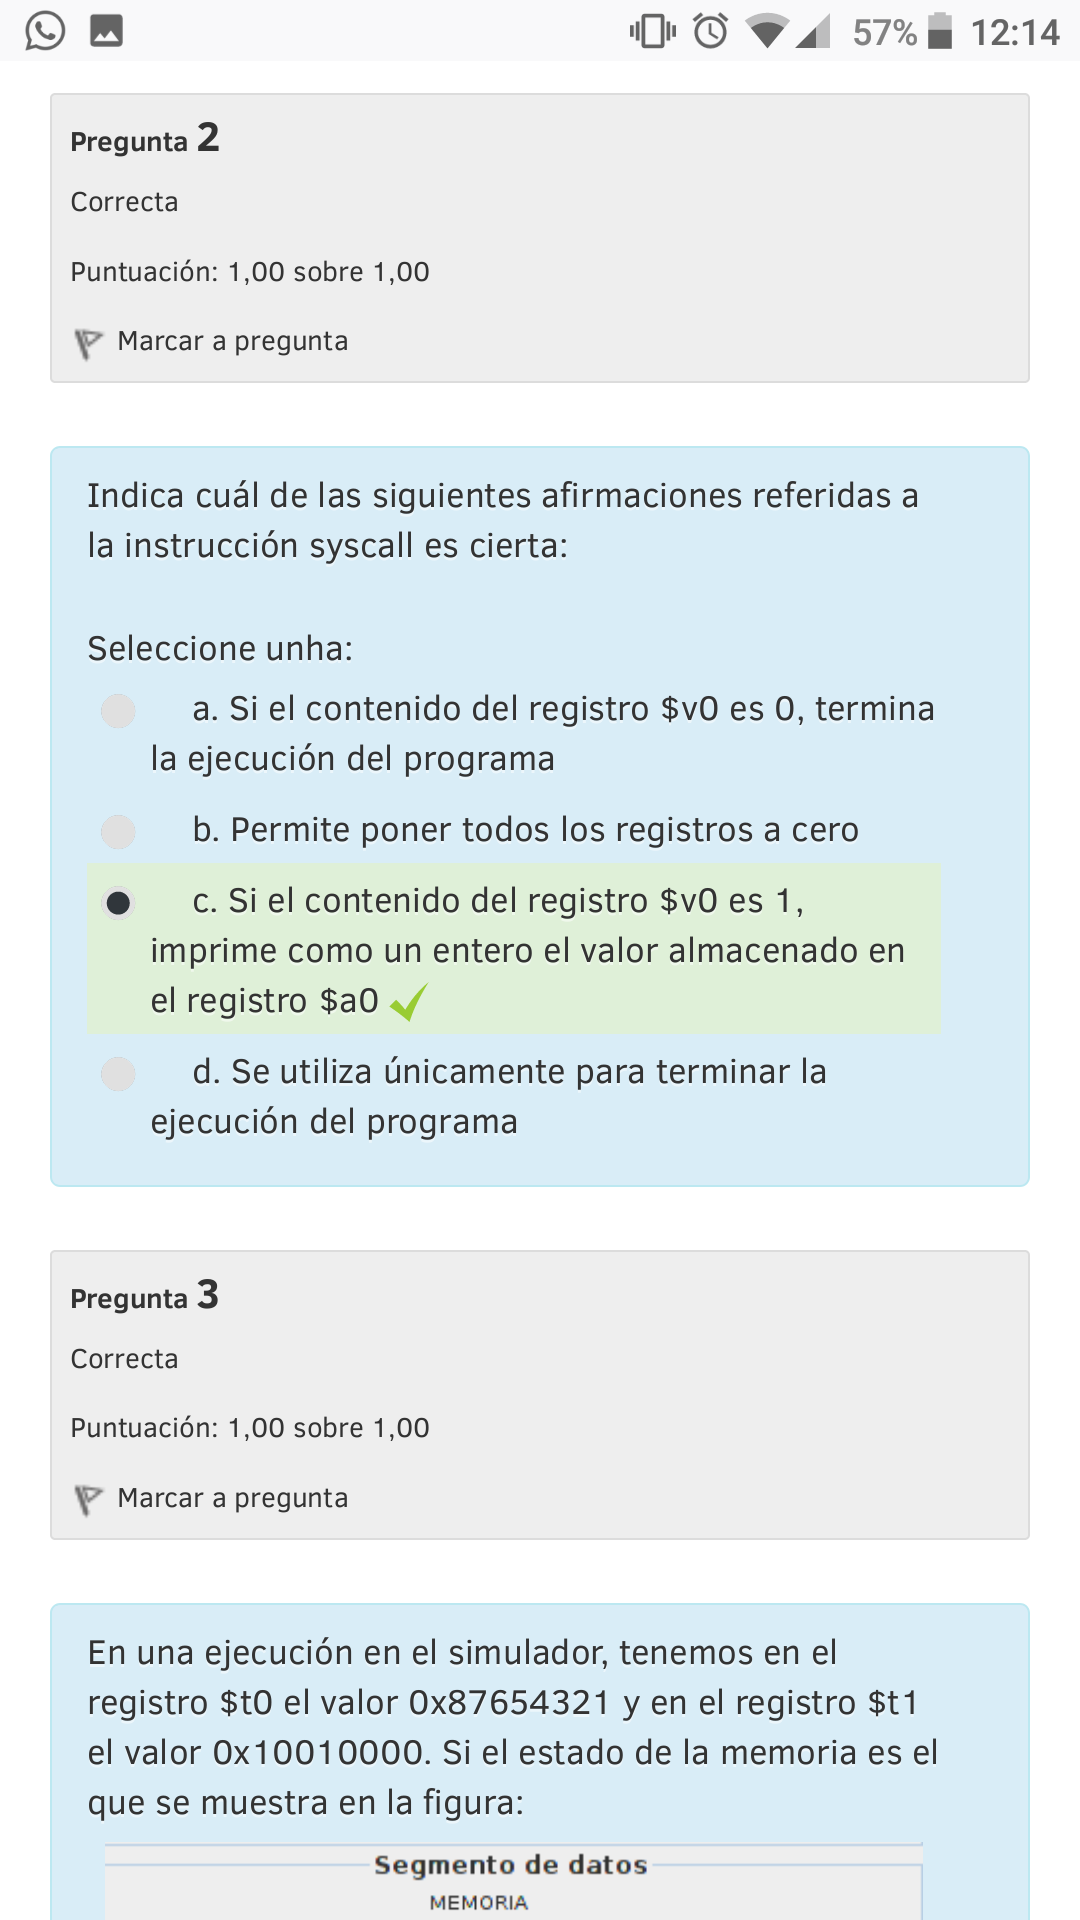 57% 12:14
Pregunta 2
Correcta
Puntuación: 1,00 sobre 1,00
Marcar a pregunta
Indica cuál de las siguientes afirmaciones referidas a
la instrucción syscall es cierta:
Seleccione unha:
a. Si el contenido del registro $v0 es 0, termina
la ejecución del programa
b. Permite poner todos los registros a cero
c. Si el contenido del registro $v0 es 1,
imprime como un entero el valor almacenado en
el registro $a0
d. Se utiliza únicamente para terminar la
ejecución del programa
Pregunta 3
Correcta
Puntuación: 1,00 sobre 1,00
Marcar a pregunta
En una ejecución en el simulador, tenemos en el
registro $t0 el valor 0x87654321 y en el registro $t1
el valor 0x10010000. Si el estado de la memoria es el
que se muestra en la figura:
Segmento de datos
MEMORIA